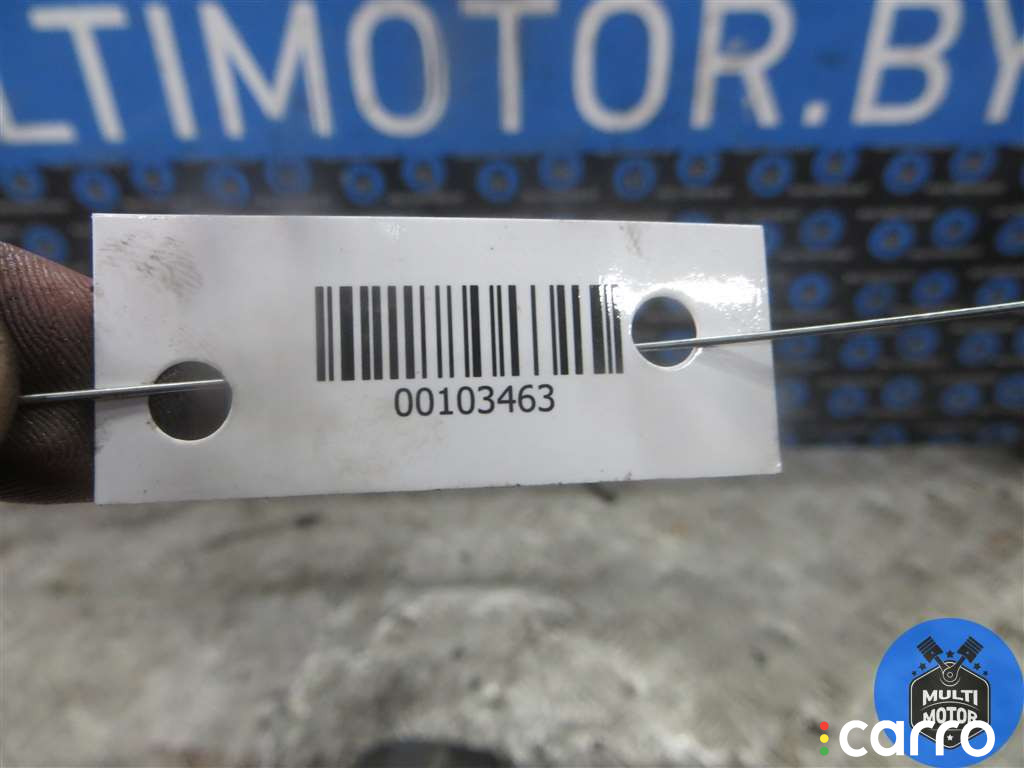 LTIMOTOR.BY
00103463
MULTI
MOTOR
carro